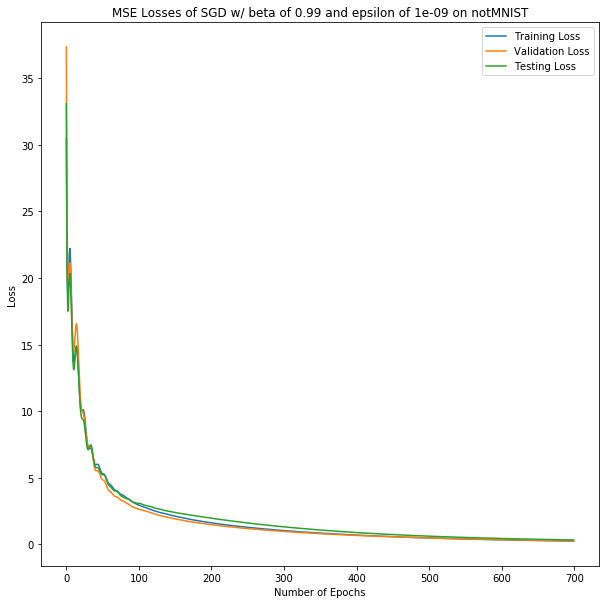 MSE Losses of SGD w/ beta of 0.99 and epsilon of 1e-09 on notMNIST
Training Loss
Validation Loss
Testing Loss
35
30
25
20
15
10
5
0
Loss
0 100 200 300 400 500 600 700
Number of Epochs